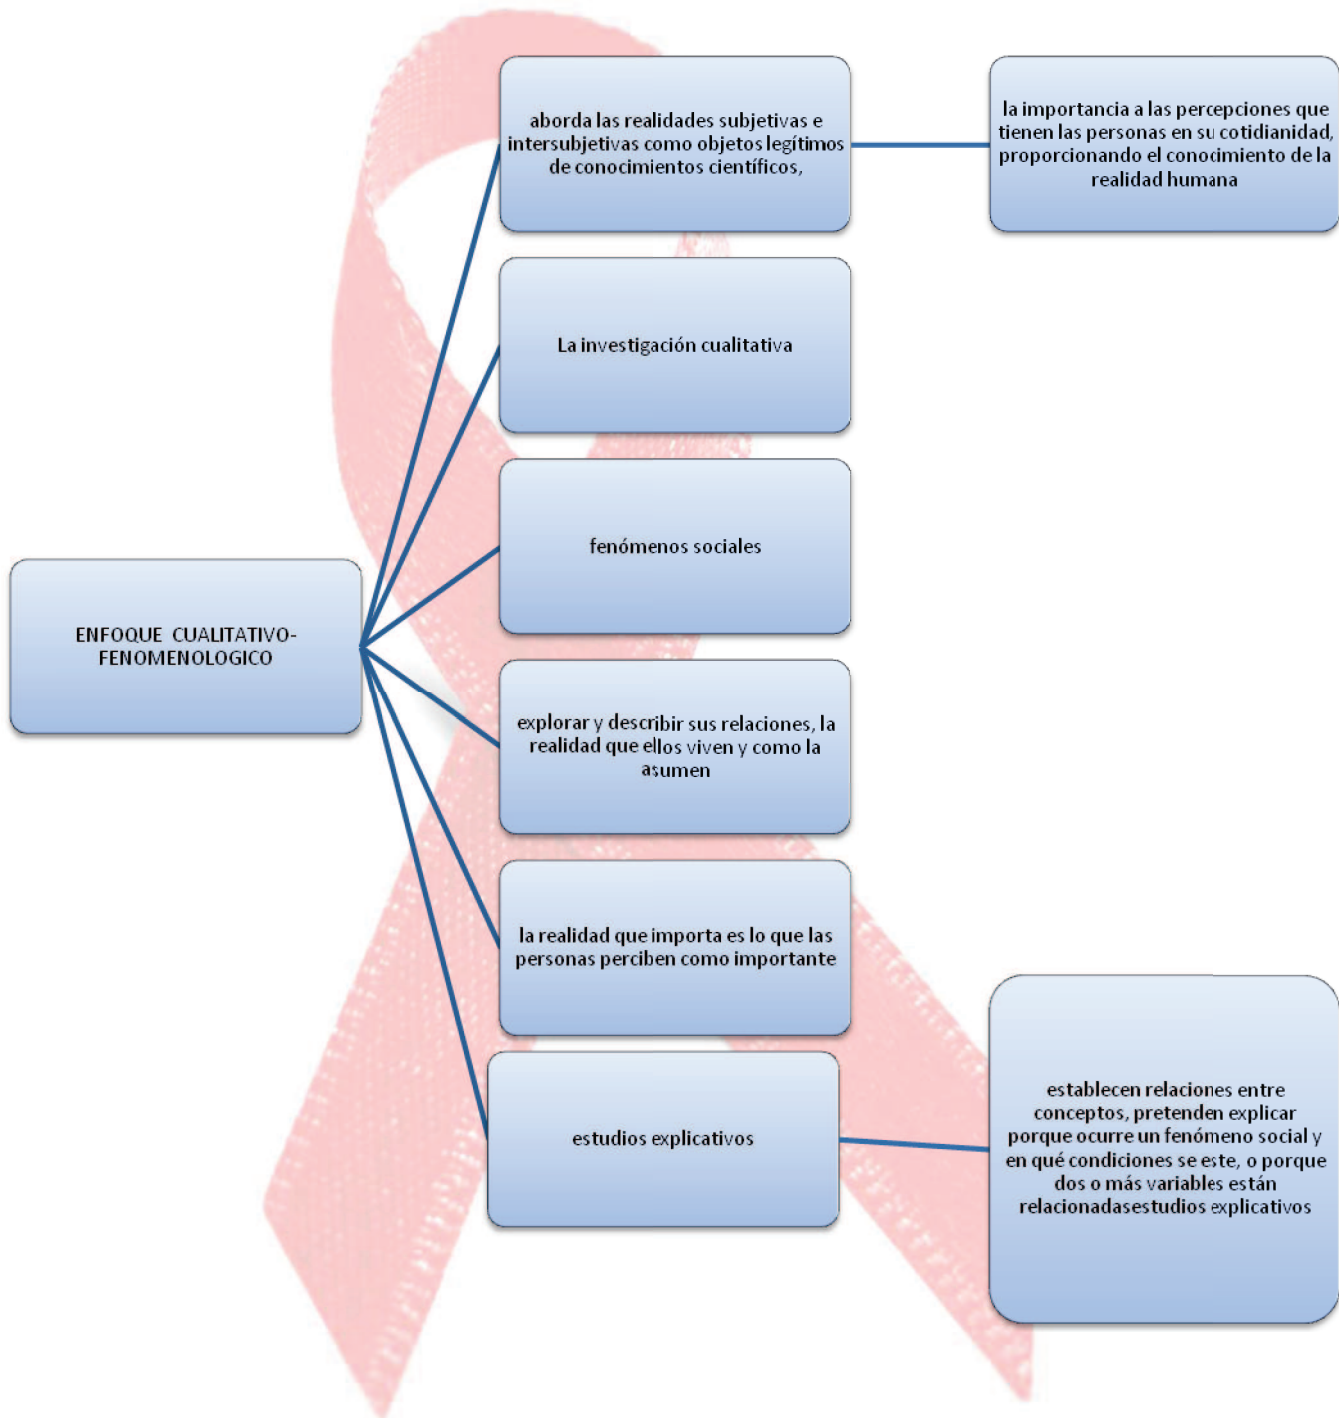 aborda las realidades subjetivas e
intersubjetivas como objetos legítimos
de conocimientos científicos,
la importancia a las percepciones que
tienen las personas en su cotidianidad,
proporcionando el conocimiento de la
realidad humana
La investigación cualitativa
fenómenos sociales
ENFOQUE CUALITATIVO-
FENOMENOLOGICO
explorar y describir sus relaciones, la
realidad que ellos viven y como la
asumen
la realidad que importa es lo que las
personas perciben como importante
estudios explicativos
establecen relaciones entre
conceptos, pretenden explicar
porque ocurre un fenómeno social y
en qué condiciones se este, o porque
dos o más variables están
relacionadasestudios explicativos